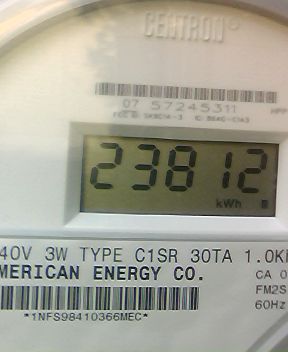 CENTRON®
07 57245311
23812
kWh
40V 3W TYPE C1SR 30TA 1.0K
MERICAN ENERGY CO.
CA 0
FM2S
60Hz
*1NFS98410366MEC*